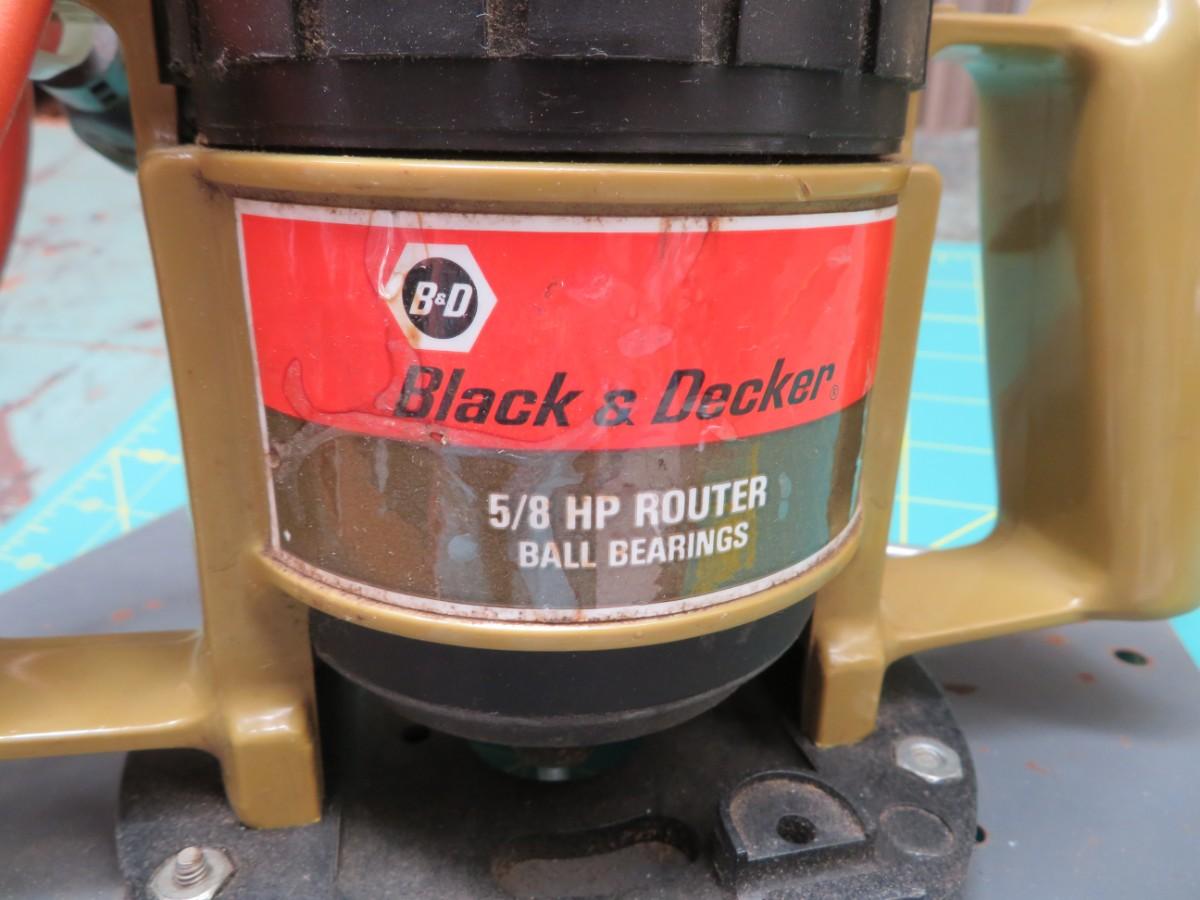 B&D
Black & Decker®
5/8 HP ROUTER
BALL BEARINGS